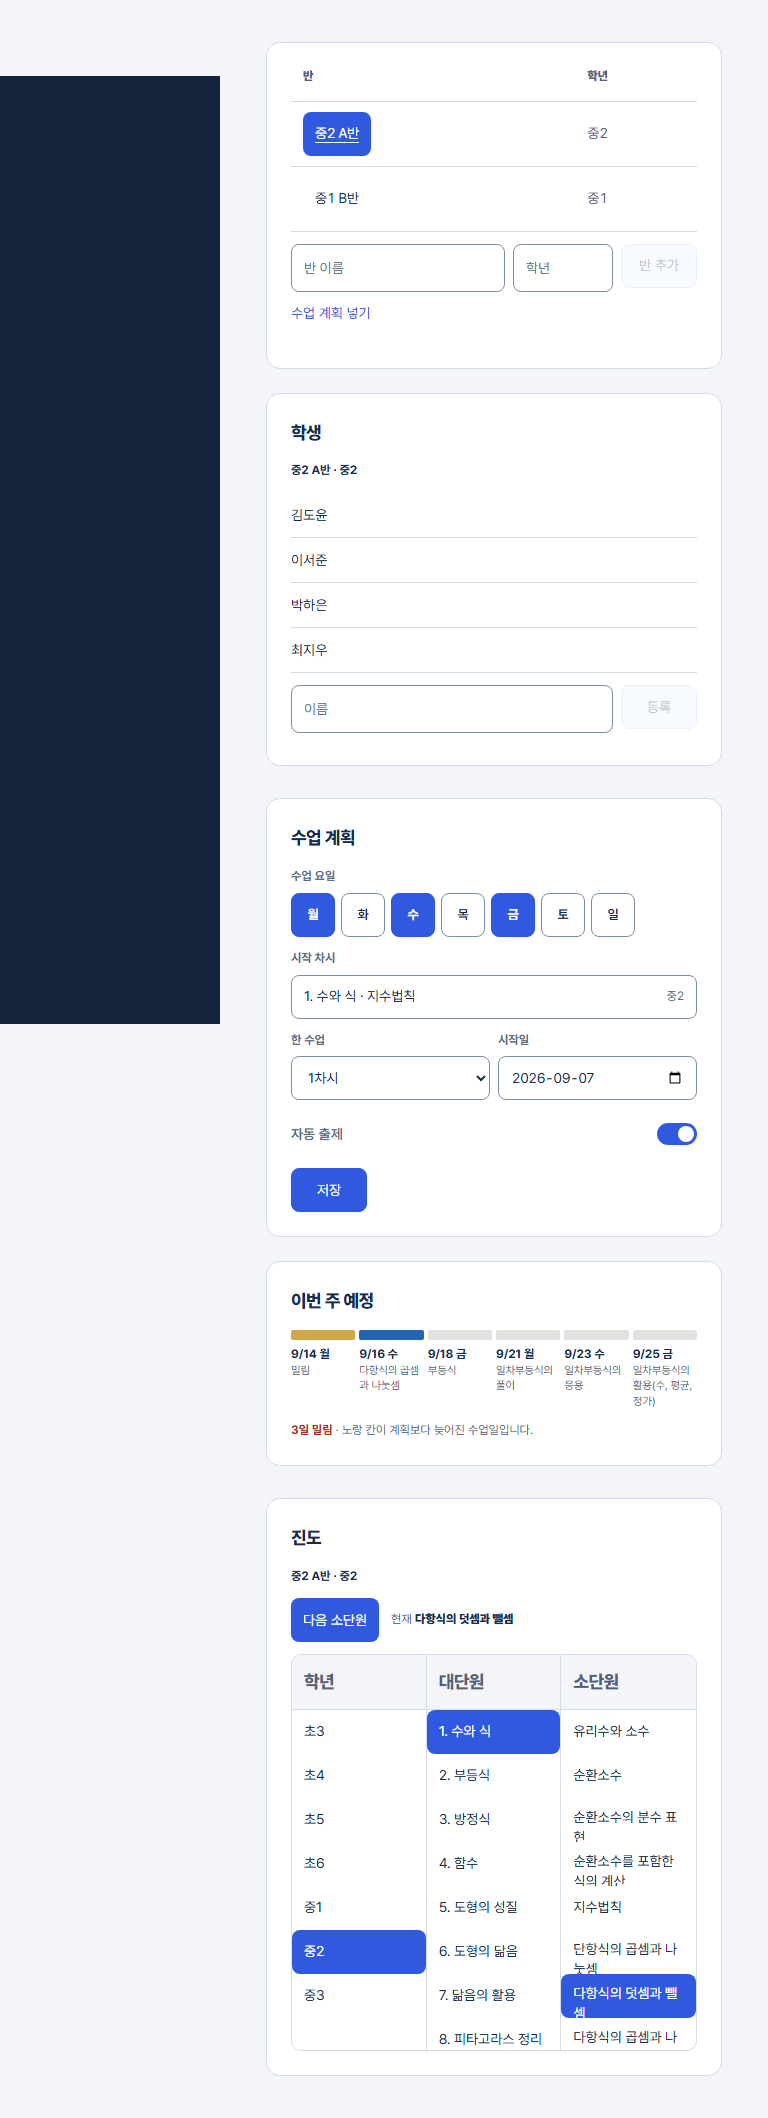 반 학년
중2 A반 중2
중1 B반 중1
반 이름 학년 반 추가
수업 계획 넣기
학생
중2 A반 · 중2
김도윤
이서준
박하은
최지우
이름 등록
수업 계획
수업 요일
월 화 수 목 금 토 일
시작 차시
1. 수와 식 · 지수법칙 중2
한 수업 시작일
1차시 2026-09-07
자동 출제
저장
이번 주 예정
9/14 월 9/16 수 9/18 금 9/21 월 9/23 수 9/25 금
밀림 다항식의 곱셈 부등식 일차부등식의 일차부등식의 일차부등식의
과 나눗셈 풀이 응용 활용(수, 평균,
정가)
3일 밀림 · 노랑 칸이 계획보다 늦어진 수업일입니다.
진도
중2 A반 · 중2
다음 소단원 현재 다항식의 덧셈과 뺄셈
학년 대단원 소단원
초3 1. 수와 식 유리수와 소수
초4 2. 부등식 순환소수
초5 3. 방정식 순환소수의 분수 표
현
초6 4. 함수 순환소수를 포함한
식의 계산
중1 5. 도형의 성질 지수법칙
중2 6. 도형의 닮음 단항식의 곱셈과 나
눗셈
중3 7. 닮음의 활용 다항식의 덧셈과 뺄
셈
8. 피타고라스 정리 다항식의 곱셈과 나